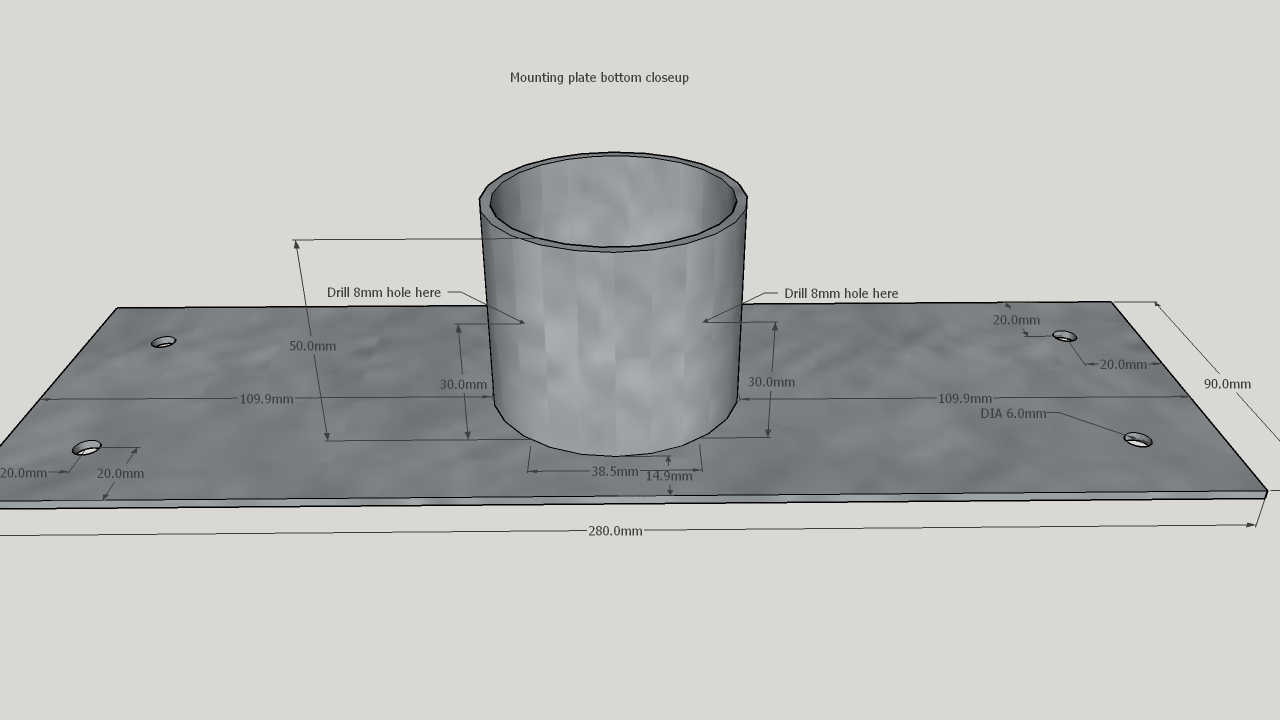 Mounting plate bottom closeup
Drill 8mm hole here
Drill 8mm hole here
20.0mm
50.0mm
20.0mm
30.0mm
30.0mm
90.0mm
109.9mm
109.9mm
DIA 6.0mm
20.0mm
20.0mm
38.5mm
14.9mm
280.0mm